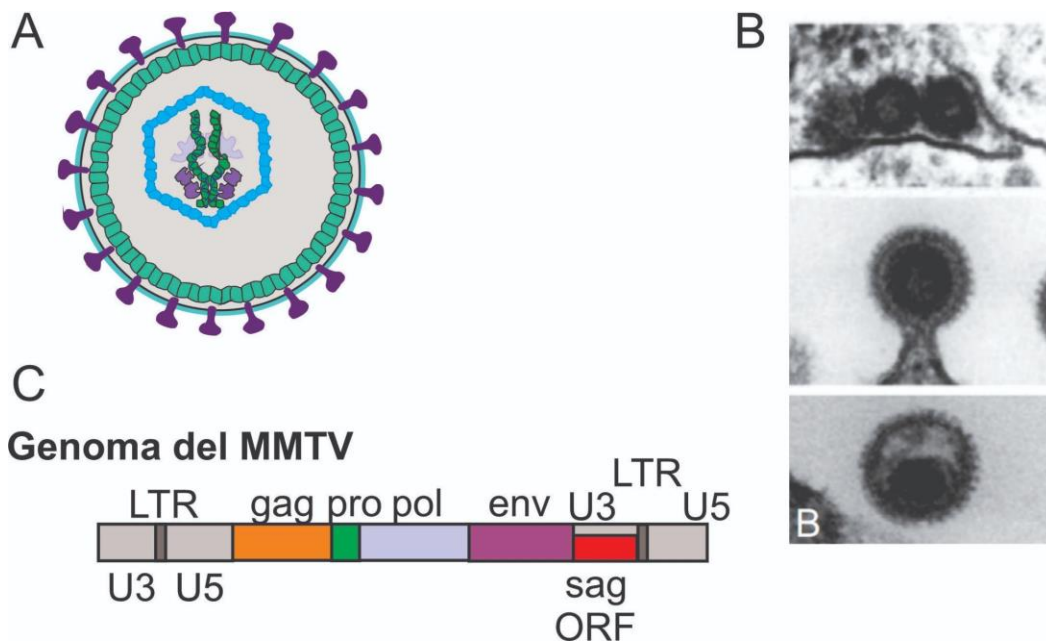 A
B
B
C
Genoma del MMTV
LTR
LTR
gag pro pol env U3 U5
U3 U5
sag
ORF